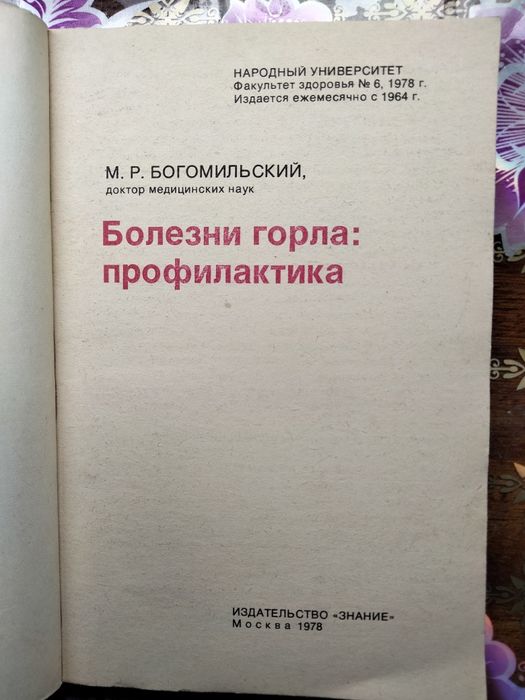 НАРОДНЫЙ УНИВЕРСИТЕТ
Факультет здоровья № 6, 1978 г.
Издается ежемесячно с 1964 г.
М. Р. БОГОМИЛЬСКИЙ,
доктор медицинских наук
Болезни горла:
профилактика
ИЗДАТЕЛЬСТВО «ЗНАНИЕ»
Москва 1978